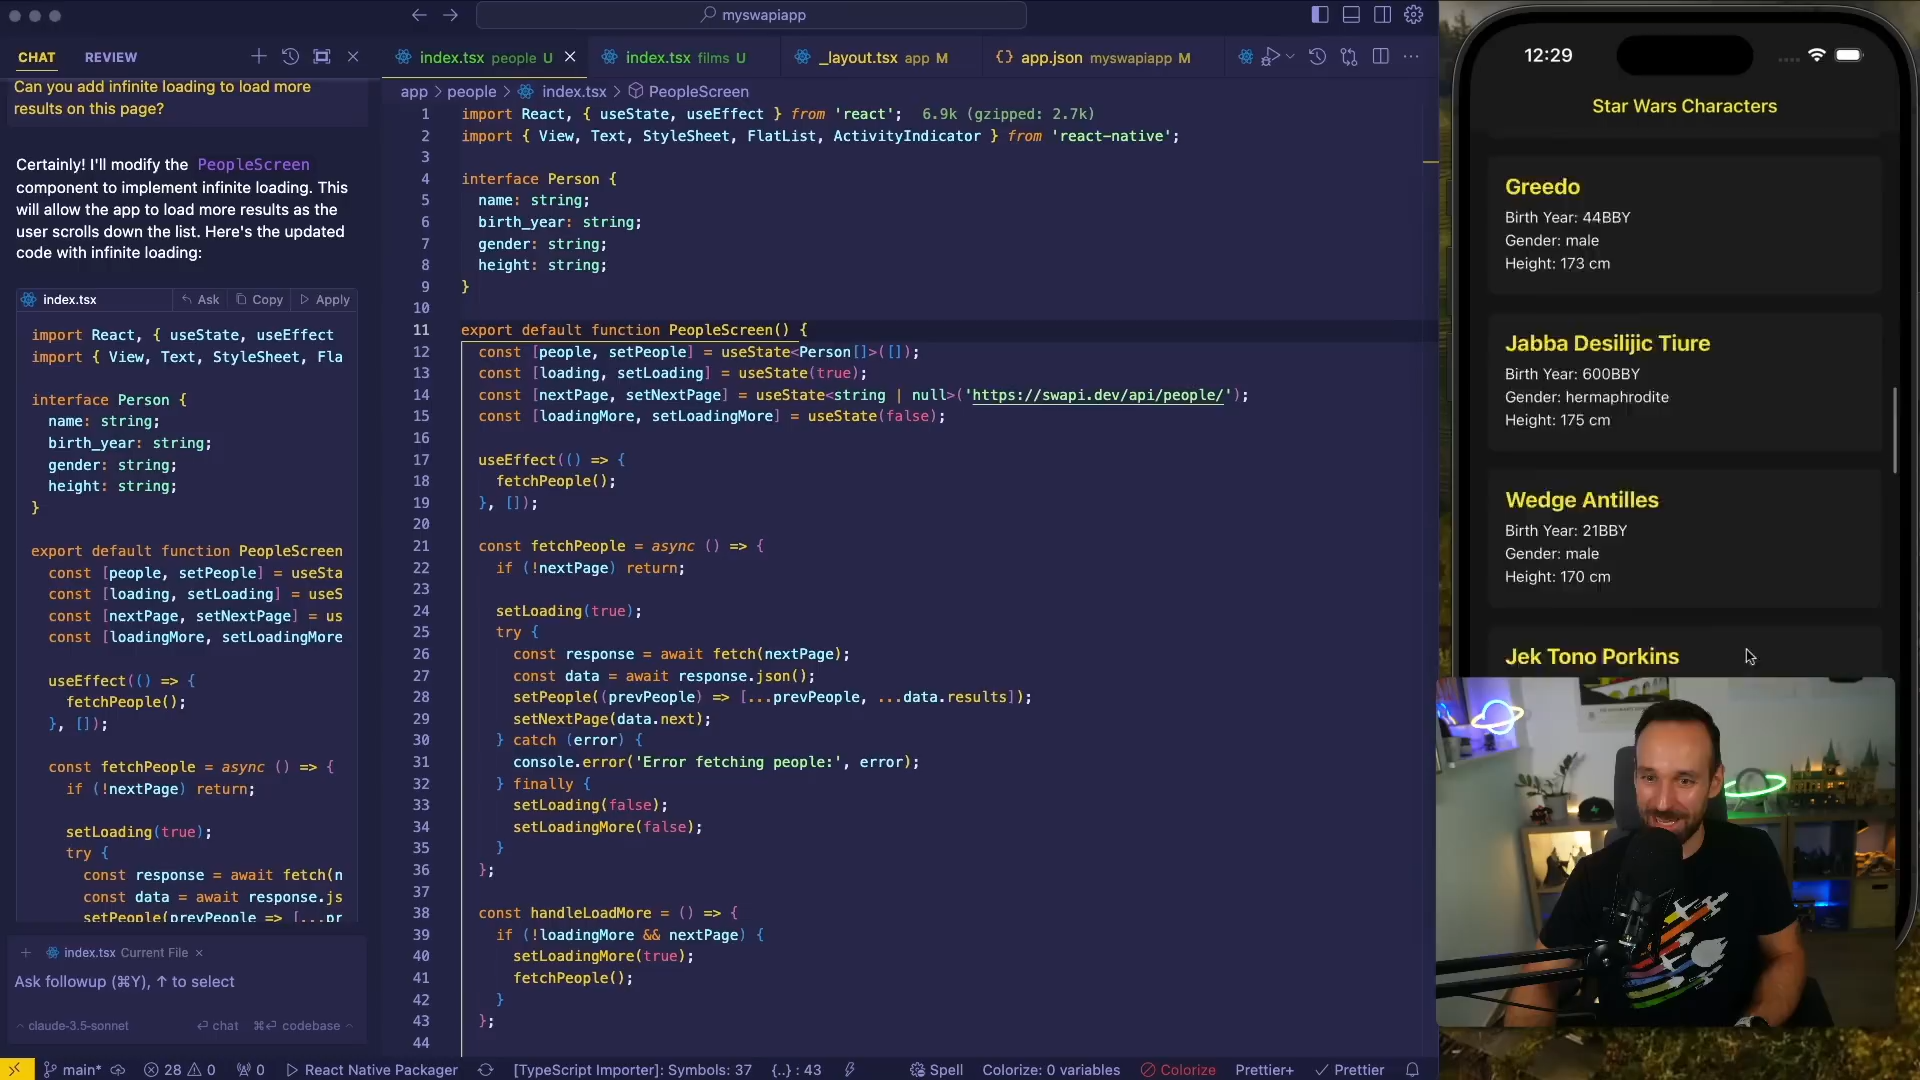 myswapiapp
CHAT
REVIEW
index.tsx people U
index.tsx films U
_layout.tsx app M
{} app.json myswapiapp M
Can you add infinite loading to load more
results on this page?
Certainly! I'll modify the PeopleScreen
component to implement infinite loading. This
will allow the app to load more results as the
user scrolls down the list. Here's the updated
code with infinite loading:
index.tsx
Ask
Copy
Apply
import React, { useState, useEffect
import { View, Text, StyleSheet, Fla
interface Person {
name: string;
birth_year: string;
gender: string;
height: string;
}
export default function PeopleScreen
const [people, setPeople] = useSta
const [loading, setLoading] = useS
const [nextPage, setNextPage] = us
const [loadingMore, setLoadingMore
useEffect(() => {
fetchPeople();
}, []);
const fetchPeople = async () => {
if (!nextPage) return;
setLoading(true);
try {
const response = await fetch(n
const data = await response.js
setPeople(prevPeople => [...pr
index.tsx Current File
Ask followup (⌘Y), ↑ to select
claude-3.5-sonnet
chat
codebase
app > people > index.tsx > PeopleScreen
1 import React, { useState, useEffect } from 'react'; 6.9k (gzipped: 2.7k)
2 import { View, Text, StyleSheet, FlatList, ActivityIndicator } from 'react-native';
3
4 interface Person {
5 name: string;
6 birth_year: string;
7 gender: string;
8 height: string;
9 }
10
11 export default function PeopleScreen() {
12 const [people, setPeople] = useState<Person[]>([]);
13 const [loading, setLoading] = useState(true);
14 const [nextPage, setNextPage] = useState<string | null>('https://swapi.dev/api/people/');
15 const [loadingMore, setLoadingMore] = useState(false);
16
17 useEffect(() => {
18 fetchPeople();
19 }, []);
20
21 const fetchPeople = async () => {
22 if (!nextPage) return;
23
24 setLoading(true);
25 try {
26 const response = await fetch(nextPage);
27 const data = await response.json();
28 setPeople((prevPeople) => [...prevPeople, ...data.results]);
29 setNextPage(data.next);
30 } catch (error) {
31 console.error('Error fetching people:', error);
32 } finally {
33 setLoading(false);
34 setLoadingMore(false);
35 }
36 };
37
38 const handleLoadMore = () => {
39 if (!loadingMore && nextPage) {
40 setLoadingMore(true);
41 fetchPeople();
42 }
43 };
44
12:29
Star Wars Characters
Greedo
Birth Year: 44BBY
Gender: male
Height: 173 cm
Jabba Desilijic Tiure
Birth Year: 600BBY
Gender: hermaphrodite
Height: 175 cm
Wedge Antilles
Birth Year: 21BBY
Gender: male
Height: 170 cm
Jek Tono Porkins
main*
28
0
0
React Native Packager
[TypeScript Importer]: Symbols: 37
{..} : 43
Spell
Colorize: 0 variables
Colorize
Prettier+
Prettier